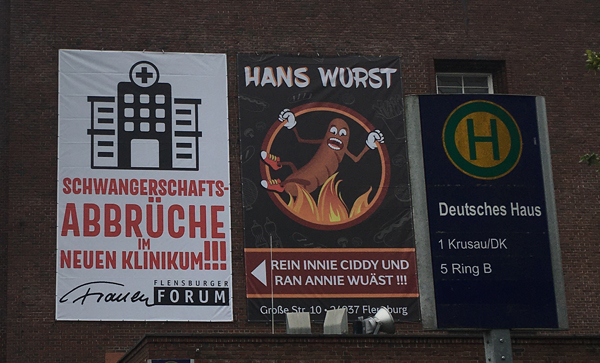 SCHWANGERSCHAFTS-
ABBRÜCHE
IM
NEUEN KLINIKUM!!!
Frauen
FLENSBURGER
FORUM
HANS WURST
REIN INNIE CIDDY UND
RAN ANNIE WUÄST !!!
Große Str. 10 · 24937 Flensburg
H
Deutsches Haus
1 Krusau/DK
5 Ring B